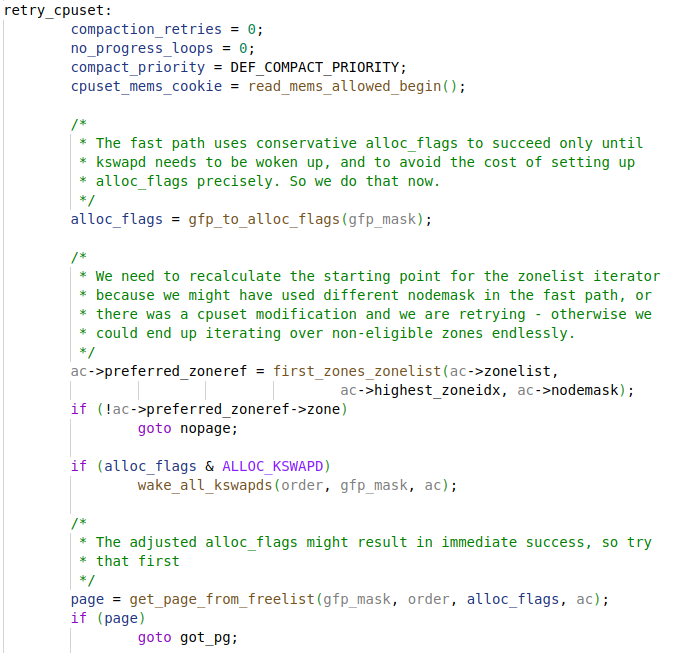 retry_cpuset:
compaction_retries = 0;
no_progress_loops = 0;
compact_priority = DEF_COMPACT_PRIORITY;
cpuset_mems_cookie = read_mems_allowed_begin();
/*
* The fast path uses conservative alloc_flags to succeed only until
* kswapd needs to be woken up, and to avoid the cost of setting up
* alloc_flags precisely. So we do that now.
*/
alloc_flags = gfp_to_alloc_flags(gfp_mask);
/*
* We need to recalculate the starting point for the zonelist iterator
* because we might have used different nodemask in the fast path, or
* there was a cpuset modification and we are retrying - otherwise we
* could end up iterating over non-eligible zones endlessly.
*/
ac->preferred_zoneref = first_zones_zonelist(ac->zonelist,
ac->highest_zoneidx, ac->nodemask);
if (!ac->preferred_zoneref->zone)
goto nopage;
if (alloc_flags & ALLOC_KSWAPD)
wake_all_kswapds(order, gfp_mask, ac);
/*
* The adjusted alloc_flags might result in immediate success, so try
* that first
*/
page = get_page_from_freelist(gfp_mask, order, alloc_flags, ac);
if (page)
goto got_pg;